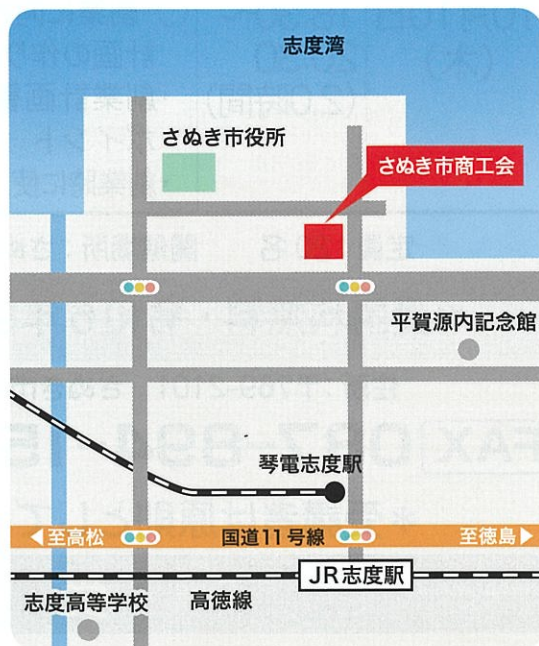 志度湾
さぬき市役所
さぬき市商工会
平賀源内記念館
琴電志度駅
至高松
国道11号線
至徳島
JR志度駅
志度高等学校
高徳線